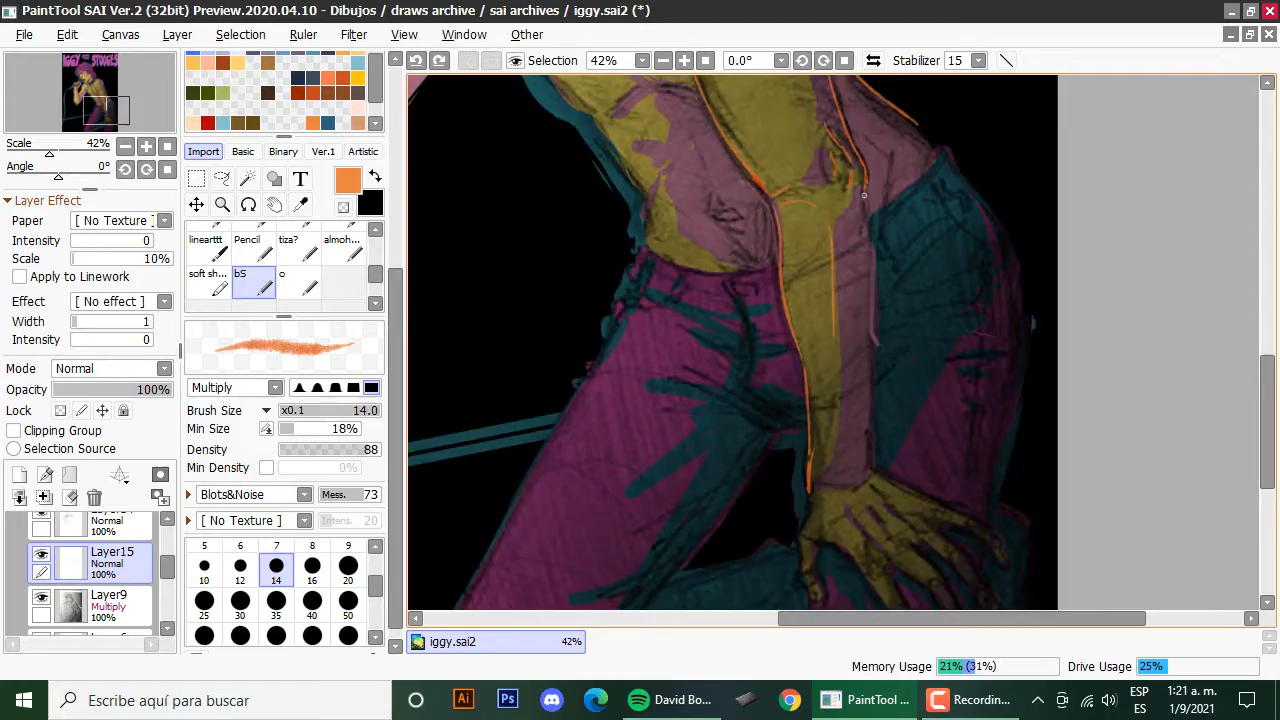 PaintTool SAI Ver.2 (32bit) Preview.2020.04.10 - Dibujos / draws archive / sai archives / iggy.sai2 (*)
File Edit Canvas Layer Selection Ruler Filter View Window Other
Selection 42% 0.0° Stabilizer 15
Scale
42%
Angle
0°
Layer Effect
Paper [ No Texture ]
Intensity 0
Scale 10%
Apply to Linework
Effect [ No effect ]
Width 1
Intensity 0
Mode Normal
Opacity 100%
Lock
Clipping Group
Selection Source
Normal
100%
Layer15
Normal
100%
Layer9
Multiply
100%
Import Basic Binary Ver.1 Artistic
T
linearttt Pencil tiza? almoh...
soft sh... bS o
Multiply
Brush Size x0.1 14.0
Min Size 18%
Density 88
Min Density 0%
Blots&Noise Mess. 73
[ No Texture ] Intens. 20
5 6 7 8 9
10 12 14 16 20
25 30 35 40 50
iggy.sai2 42%
Memory Usage 21% (31%) Drive Usage 25%
Escribe aquí para buscar
Ai Ps
David Bo...
PaintTool ...
Recordin...
ESP
ES
1:21 a. m.
1/9/2021